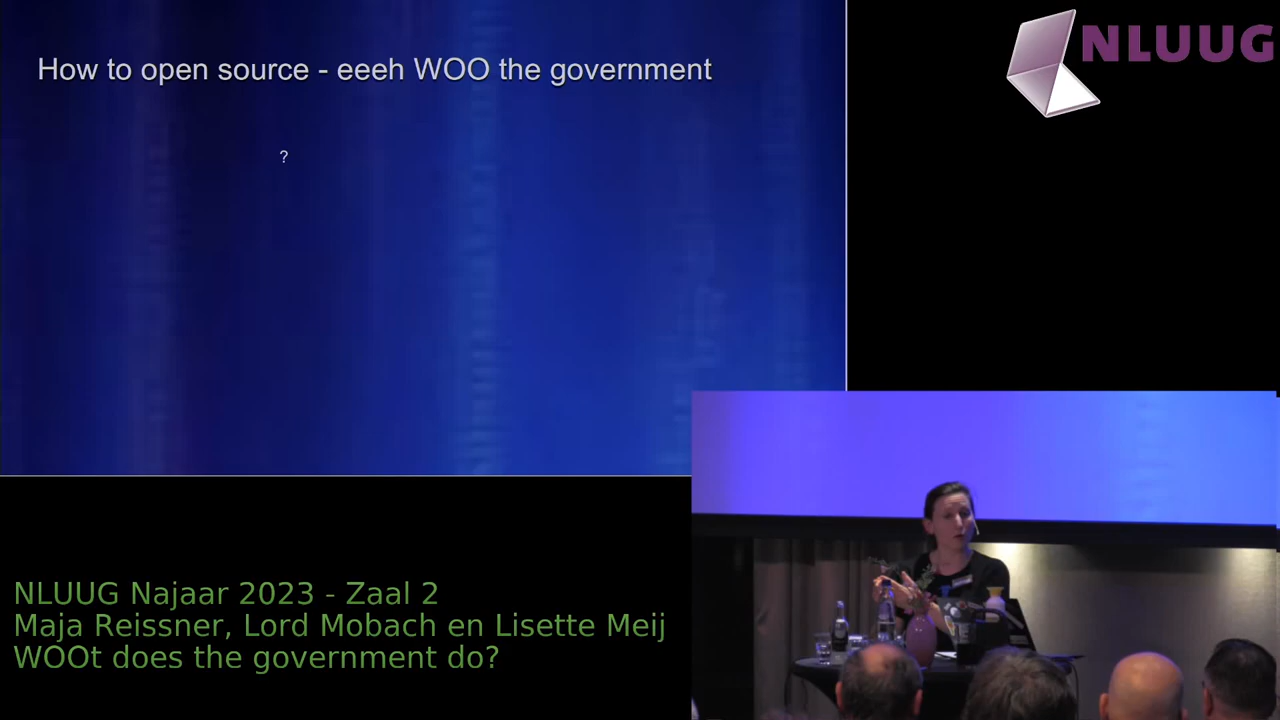 How to open source - eeeh WOO the government
?
NLUUG
NLUUG Najaar 2023 - Zaal 2
Maja Reissner, Lord Mobach en Lisette Meij
WOOt does the government do?